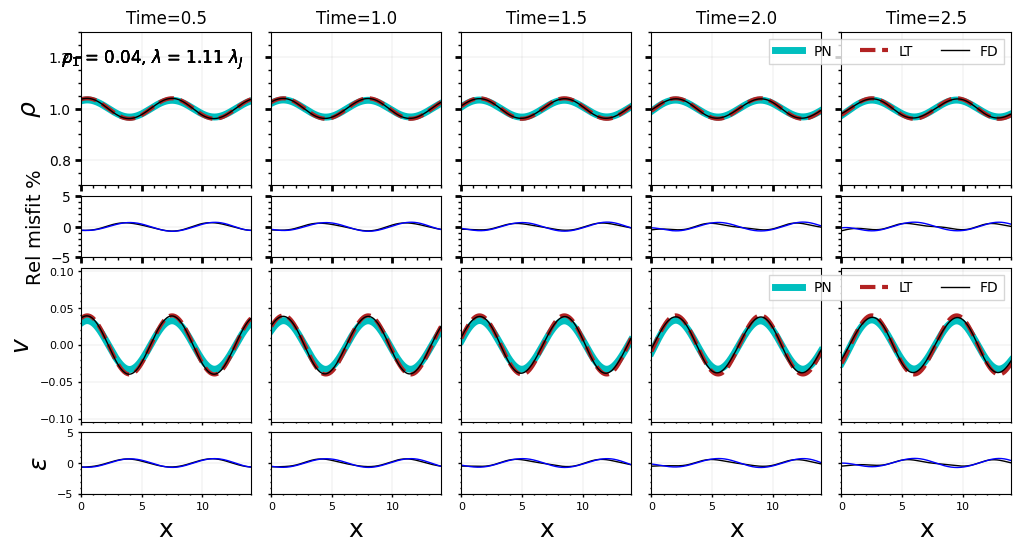 Time=0.5 Time=1.0 Time=1.5 Time=2.0 Time=2.5
ρ₁ = 0.04, λ = 1.11 λ_J
PN LT FD
1.2
1.0
0.8
ρ
Rel misfit %
5
0
−5
PN LT FD
0.10
0.05
0.00
−0.05
−0.10
v
5
0
−5
ε
0 5 10 0 5 10 0 5 10 0 5 10 0 5 10
x x x x x